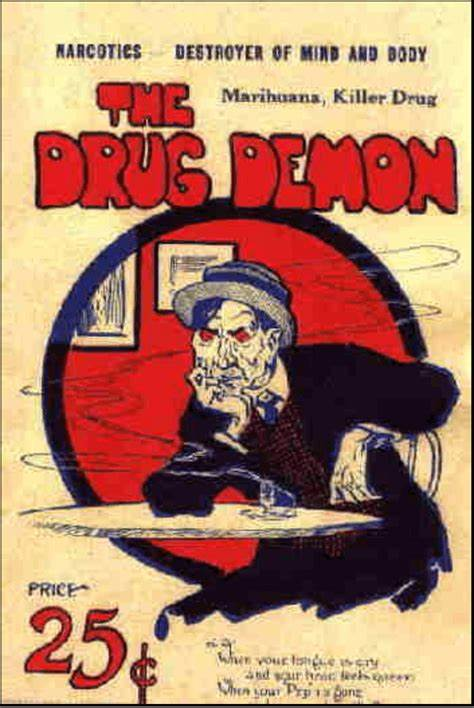 NARCOTICS — DESTROYER OF MIND AND BODY
Marihuana, Killer Drug
THE
DRUG DEMON
PRICE
25¢
When your tongue is dry
and your head feels queer
When your Pep is gone